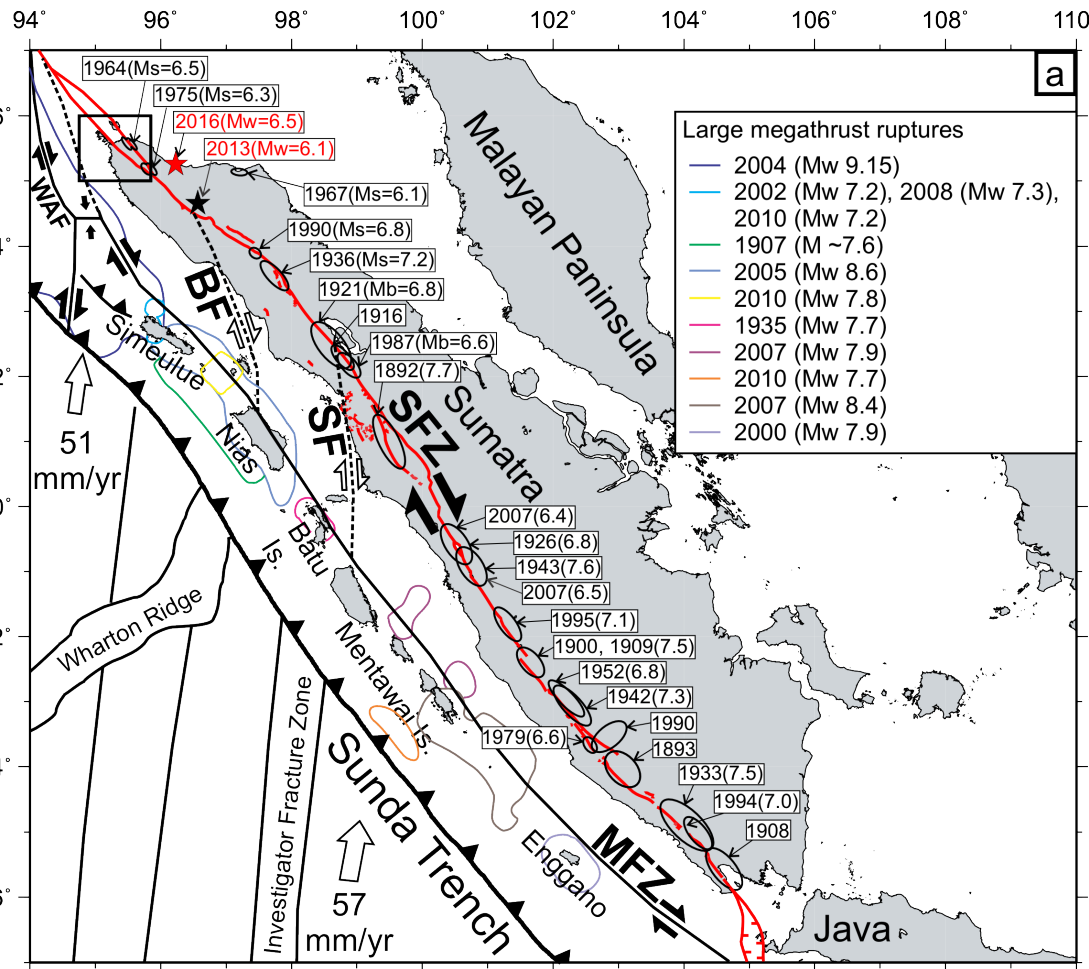 94° 96° 98° 100° 102° 104° 106° 108° 110
a
1964(Ms=6.5)
1975(Ms=6.3)
2016(Mw=6.5)
2013(Mw=6.1)
1967(Ms=6.1)
1990(Ms=6.8)
1936(Ms=7.2)
1921(Mb=6.8)
1916
1987(Mb=6.6)
1892(7.7)
Large megathrust ruptures
2004 (Mw 9.15)
2002 (Mw 7.2), 2008 (Mw 7.3),
2010 (Mw 7.2)
1907 (M ~7.6)
2005 (Mw 8.6)
2010 (Mw 7.8)
1935 (Mw 7.7)
2007 (Mw 7.9)
2010 (Mw 7.7)
2007 (Mw 8.4)
2000 (Mw 7.9)
Malayan Paninsula
WAF
BF
SF
SFZ
Sumatra
Simeulue
Nias
Batu
Is.
51
mm/yr
2007(6.4)
1926(6.8)
1943(7.6)
2007(6.5)
1995(7.1)
1900, 1909(7.5)
1952(6.8)
1942(7.3)
1990
1979(6.6)
1893
1933(7.5)
1994(7.0)
1908
Wharton Ridge
Mentawai Is.
Investigator Fracture Zone
Sunda Trench
57
mm/yr
Enggano
MFZ
Java
4°
2°
0°
2°
4°